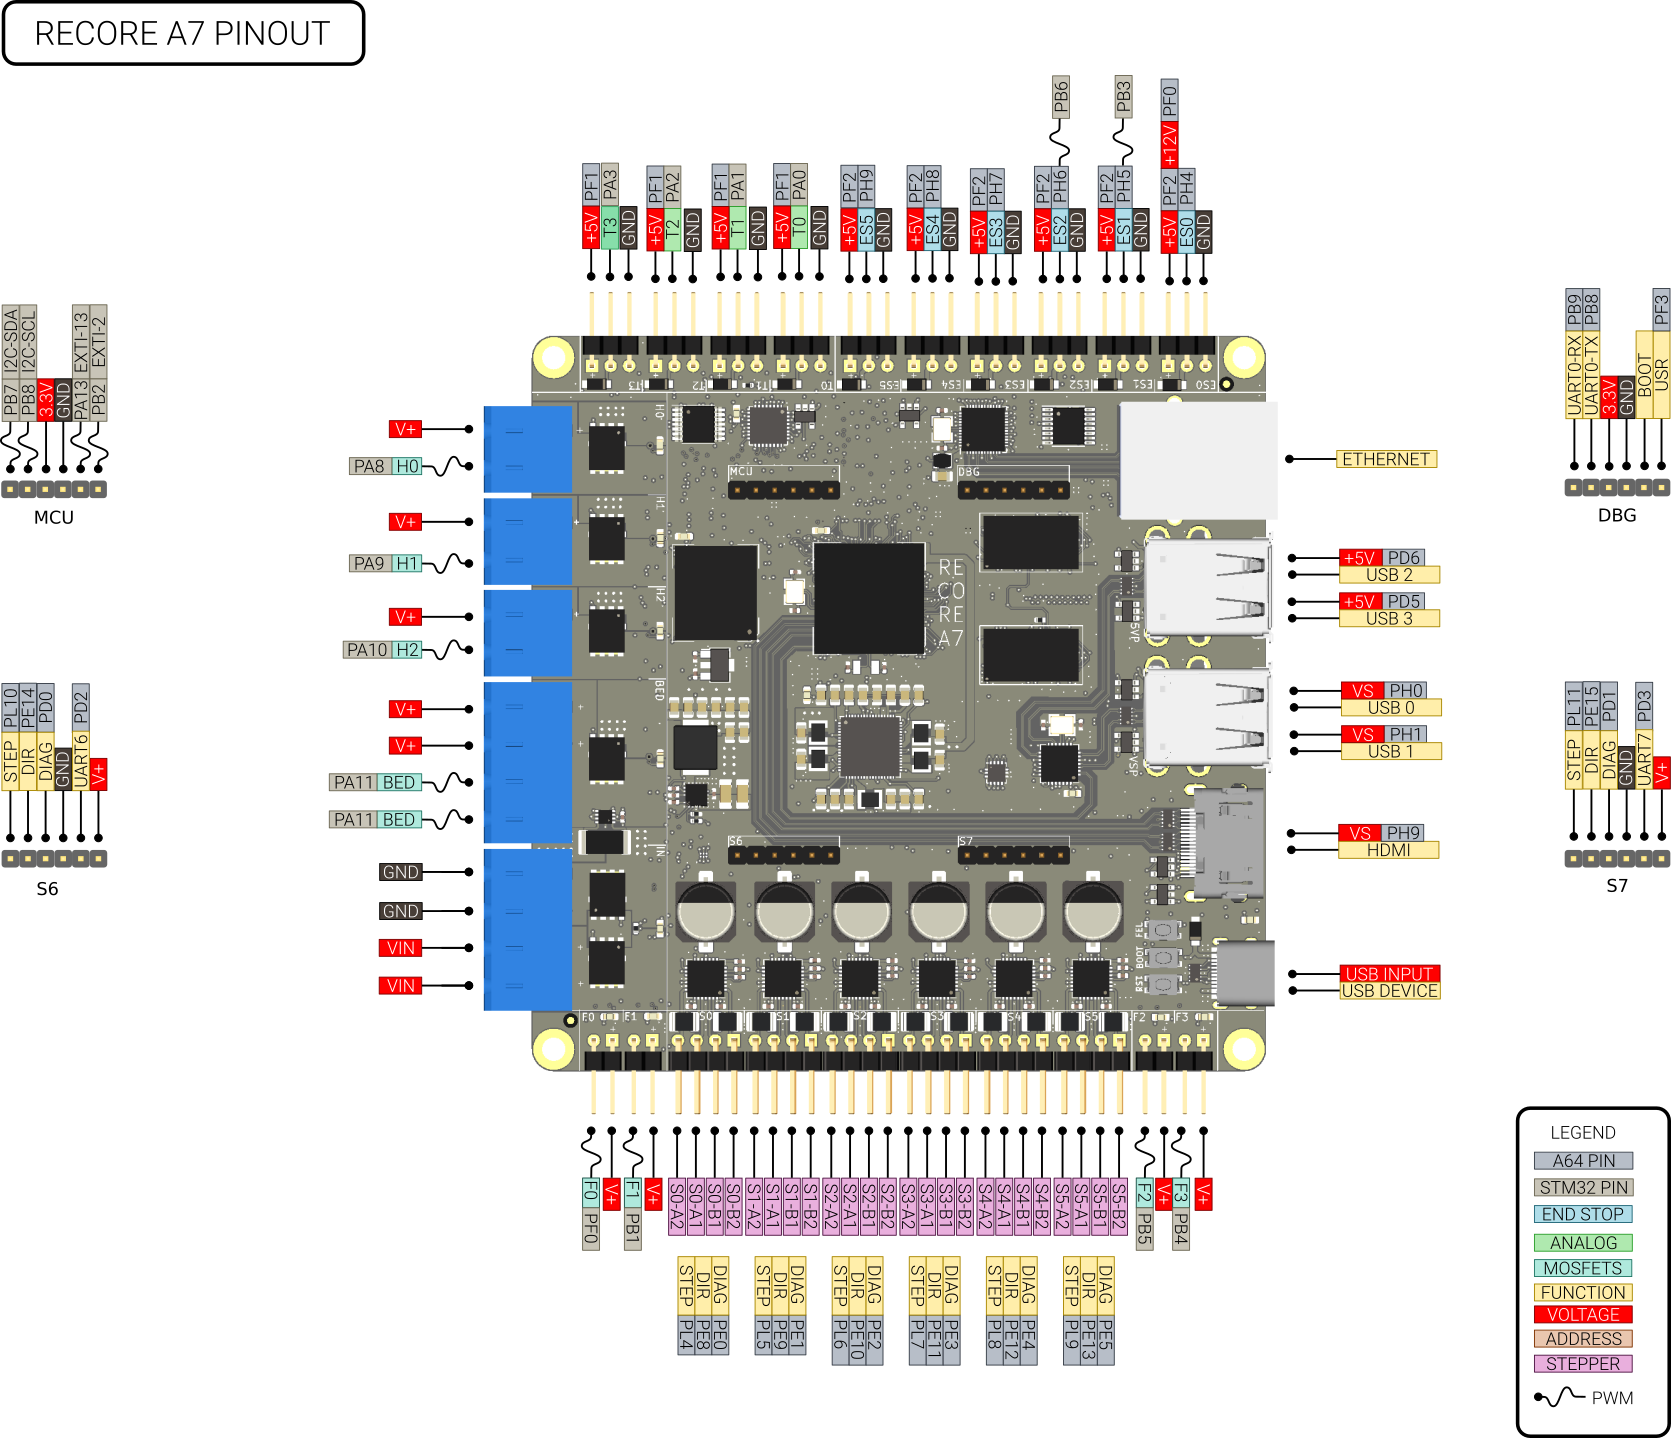 RECORE A7 PINOUT
PB6
PB3
+12V PF0
+5V PF1
T3 PA3
GND
+5V PF1
T2 PA2
GND
+5V PF1
T1 PA1
GND
+5V PF1
T0 PA0
GND
+5V PF2
ES5 PH9
GND
+5V PF2
ES4 PH8
GND
+5V PF2
ES3 PH7
GND
+5V PF2
ES2 PH6
GND
+5V PF2
ES1 PH5
GND
+5V PF2
ES0 PH4
GND
PB7 I2C-SDA
PB8 I2C-SCL
3.3V
GND
PA13 EXTI-13
PB2 EXTI-2
MCU
STEP PL10
DIR PE14
DIAG PD0
GND
UART6 PD2
V+
S6
V+
PA8 H0
V+
PA9 H1
V+
PA10 H2
V+
V+
PA11 BED
PA11 BED
GND
GND
VIN
VIN
T3
T2
T1
T0
ES5
ES4
ES3
ES2
ES1
ES0
H0
H1
H2
BED
IN
MCU
DBG
RE
CO
RE
A7
5VP
VSP
S6
S7
FEL
BOOT
RST
F0
F1
S0
S1
S2
S3
S4
S5
F2
F3
UART0-RX PB9
UART0-TX PB8
3.3V
GND
BOOT
USR PF3
DBG
ETHERNET
+5V PD6
USB 2
+5V PD5
USB 3
VS PH0
USB 0
VS PH1
USB 1
VS PH9
HDMI
USB INPUT
USB DEVICE
STEP PL11
DIR PE15
DIAG PD1
GND
UART7 PD3
V+
S7
F0 PF0
V+
F1 PB1
V+
S0-A2
S0-A1
S0-B1
S0-B2
S1-A2
S1-A1
S1-B1
S1-B2
S2-A2
S2-A1
S2-B1
S2-B2
S3-A2
S3-A1
S3-B1
S3-B2
S4-A2
S4-A1
S4-B1
S4-B2
S5-A2
S5-A1
S5-B1
S5-B2
F2 PB5
V+
F3 PB4
V+
STEP PL4
DIR PE8
DIAG PE0
STEP PL5
DIR PE9
DIAG PE1
STEP PL6
DIR PE10
DIAG PE2
STEP PL7
DIR PE11
DIAG PE3
STEP PL8
DIR PE12
DIAG PE4
STEP PL9
DIR PE13
DIAG PE5
LEGEND
A64 PIN
STM32 PIN
END STOP
ANALOG
MOSFETS
FUNCTION
VOLTAGE
ADDRESS
STEPPER
PWM